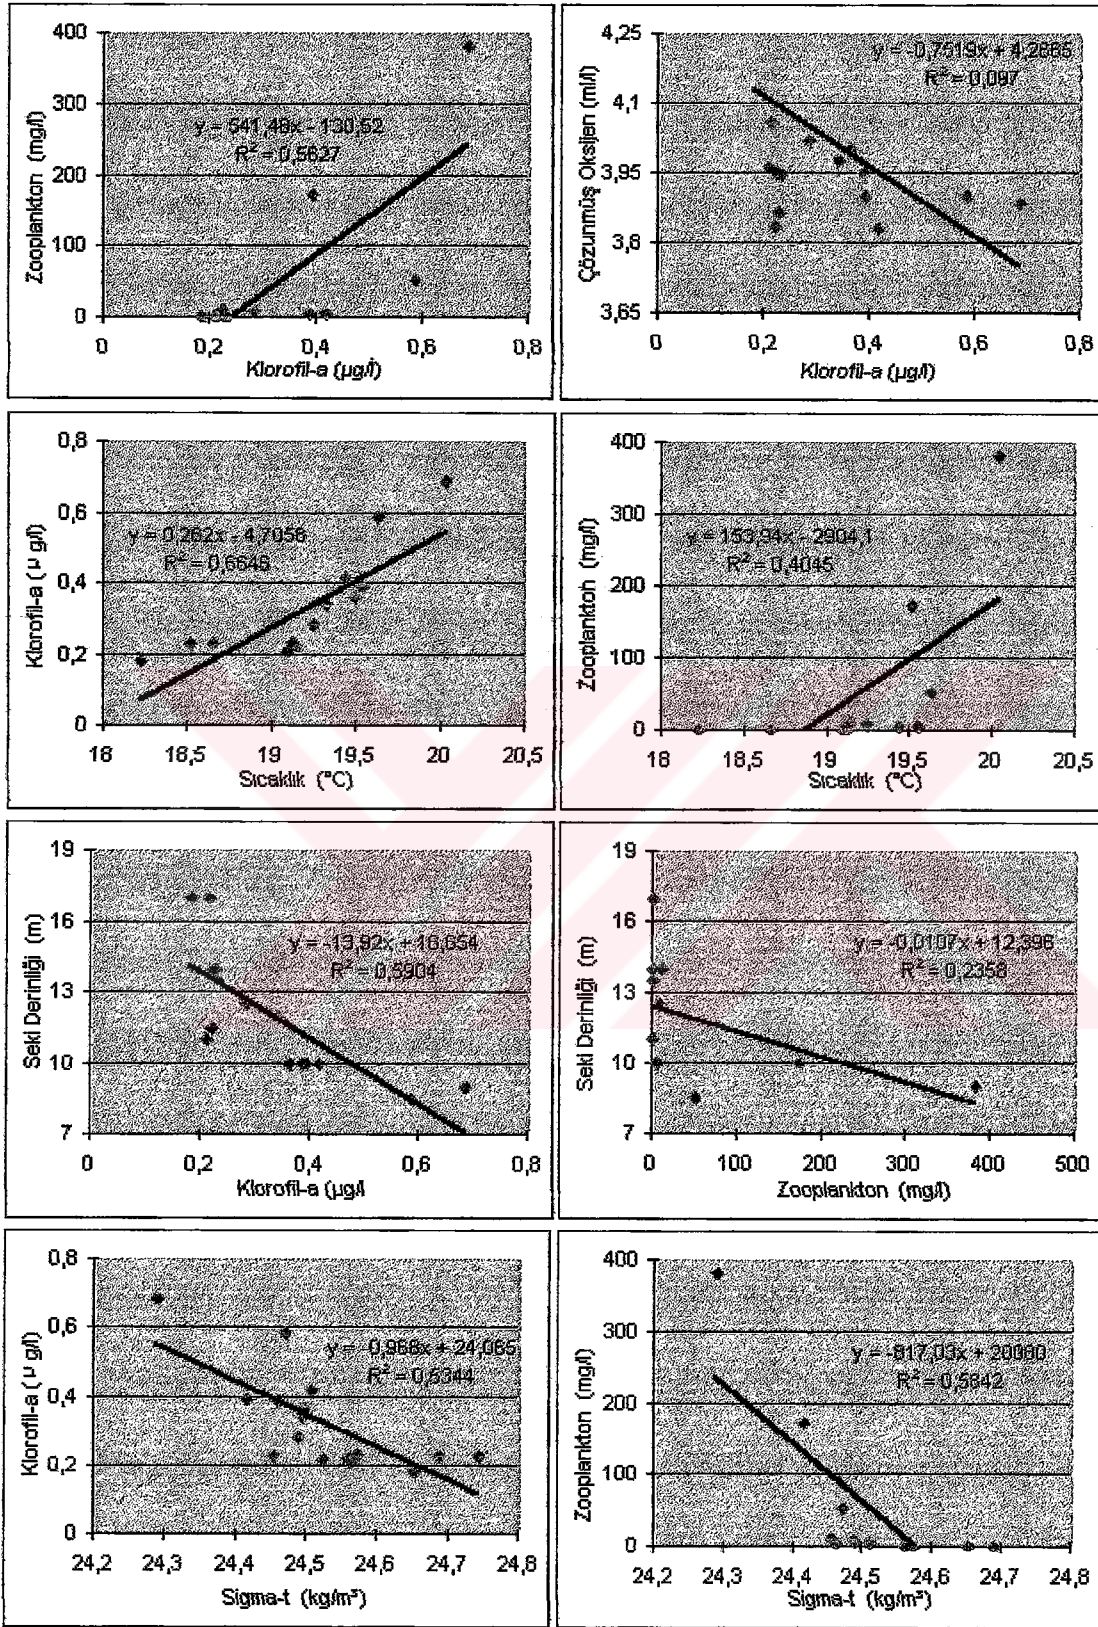 400
300
200
100
0
Zooplankton (mg/l)
y = 541,48x - 130,52
R² = 0,5627
0 0,2 0,4 0,6 0,8
Klorofil-a (µg/l)
4,25
4,1
3,95
3,8
3,65
Çözünmüş Oksijen (ml/l)
y = -0,7519x + 4,2665
R² = 0,097
0 0,2 0,4 0,6 0,8
Klorofil-a (µg/l)
0,8
0,6
0,4
0,2
0
Klorofil-a (µ g/l)
y = 0,262x - 4,7056
R² = 0,6646
18 18,5 19 19,5 20 20,5
Sıcaklık (°C)
400
300
200
100
0
Zooplankton (mg/l)
y = 153,94x - 2904,1
R² = 0,4045
18 18,5 19 19,5 20 20,5
Sıcaklık (°C)
19
16
13
10
7
Seki Derinliği (m)
y = -13,92x + 16,654
R² = 0,5904
0 0,2 0,4 0,6 0,8
Klorofil-a (µg/l
19
16
13
10
7
Seki Derinliği (m)
y = -0,0107x + 12,396
R² = 0,2358
0 100 200 300 400 500
Zooplankton (mg/l)
0,8
0,6
0,4
0,2
0
Klorofil-a (µ g/l)
y = -0,968x + 24,065
R² = 0,5344
24,2 24,3 24,4 24,5 24,6 24,7 24,8
Sigma-t (kg/m³)
400
300
200
100
0
Zooplankton (mg/l)
y = -817,03x + 20080
R² = 0,5842
24,2 24,3 24,4 24,5 24,6 24,7 24,8
Sigma-t (kg/m³)